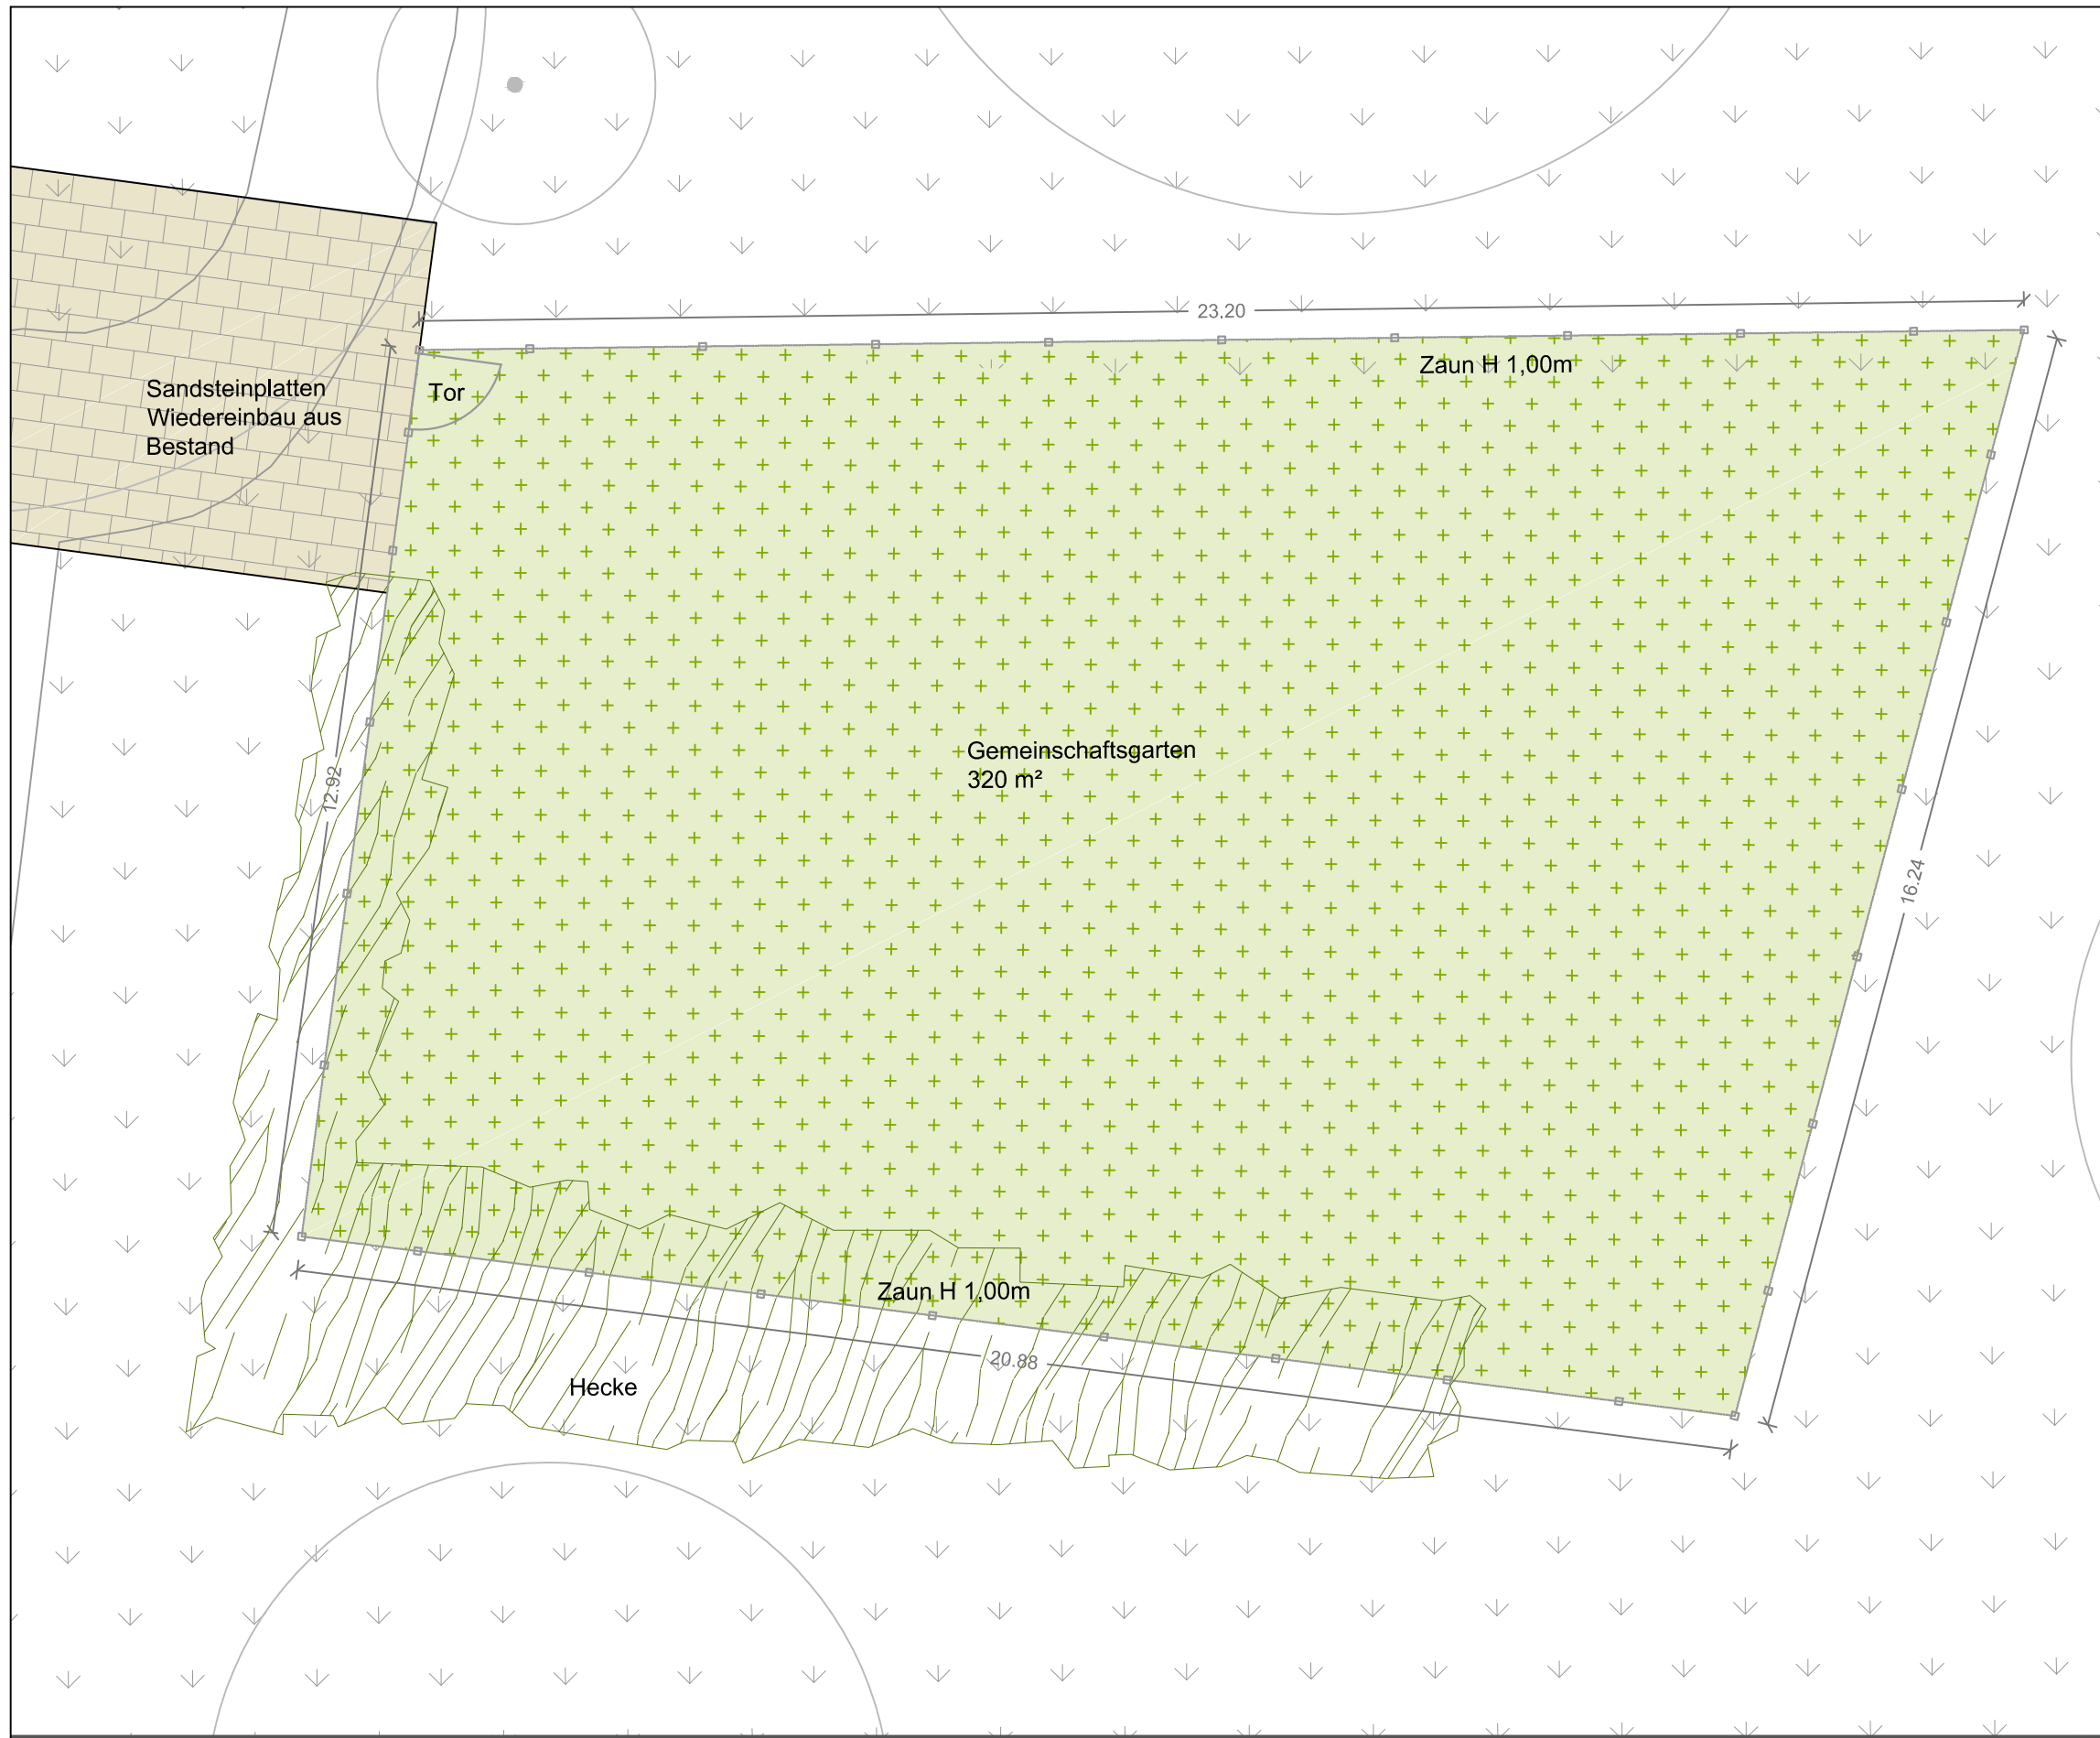 23,20
Zaun H 1,00m
Tor
Sandsteinplatten
Wiedereinbau aus
Bestand
Gemeinschaftsgarten
320 m²
12.92
16.24
Zaun H 1,00m
20.88
Hecke